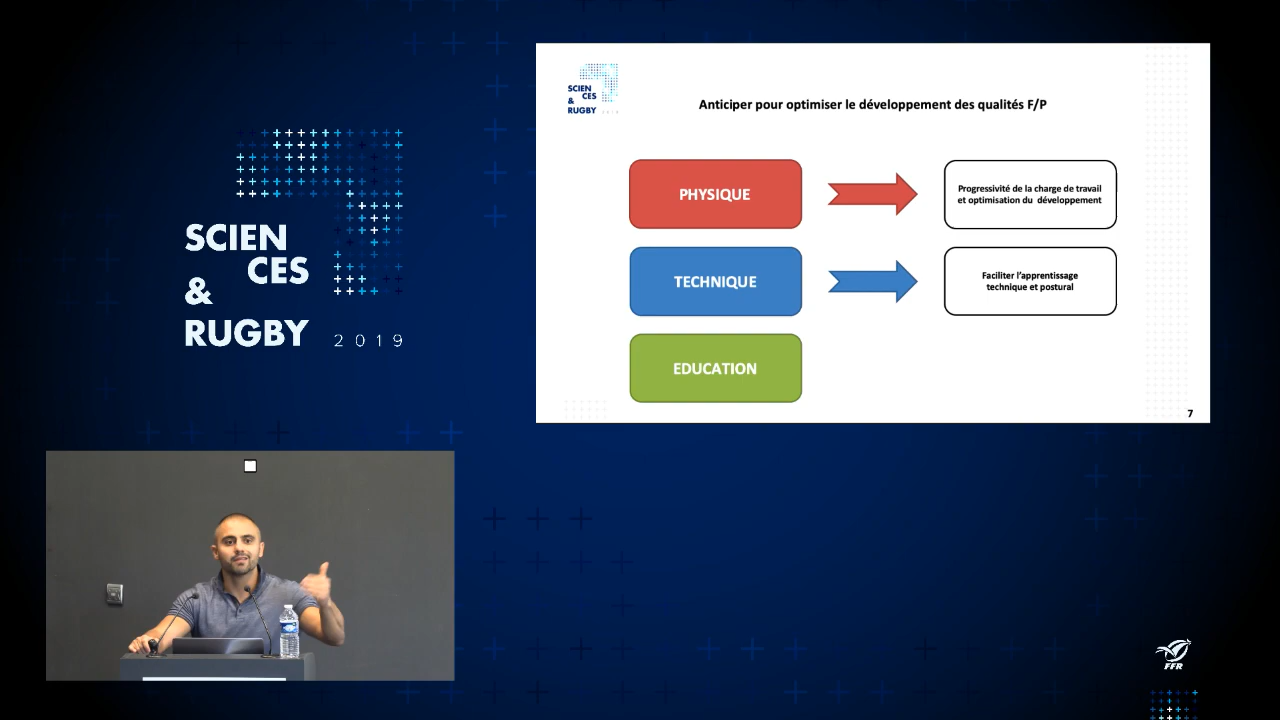 SCIEN
CES
&
RUGBY 2019
SCIEN
CES
&
RUGBY 2019
Anticiper pour optimiser le développement des qualités F/P
PHYSIQUE
Progressivité de la charge de travail
et optimisation du développement
TECHNIQUE
Faciliter l'apprentissage
technique et postural
EDUCATION
7
FFR